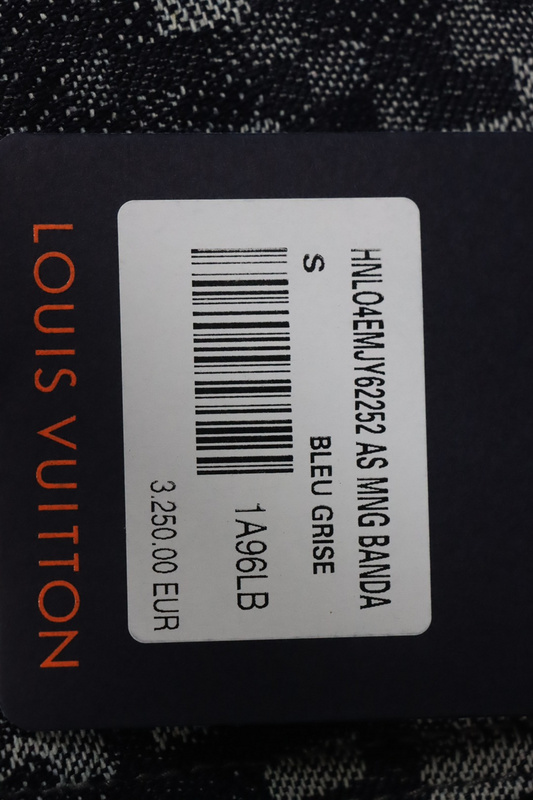 HNL04EMJY62252 AS MNG BANDA
S BLEU GRISE
1A96LB
3.250.00 EUR
LOUIS VUITTON